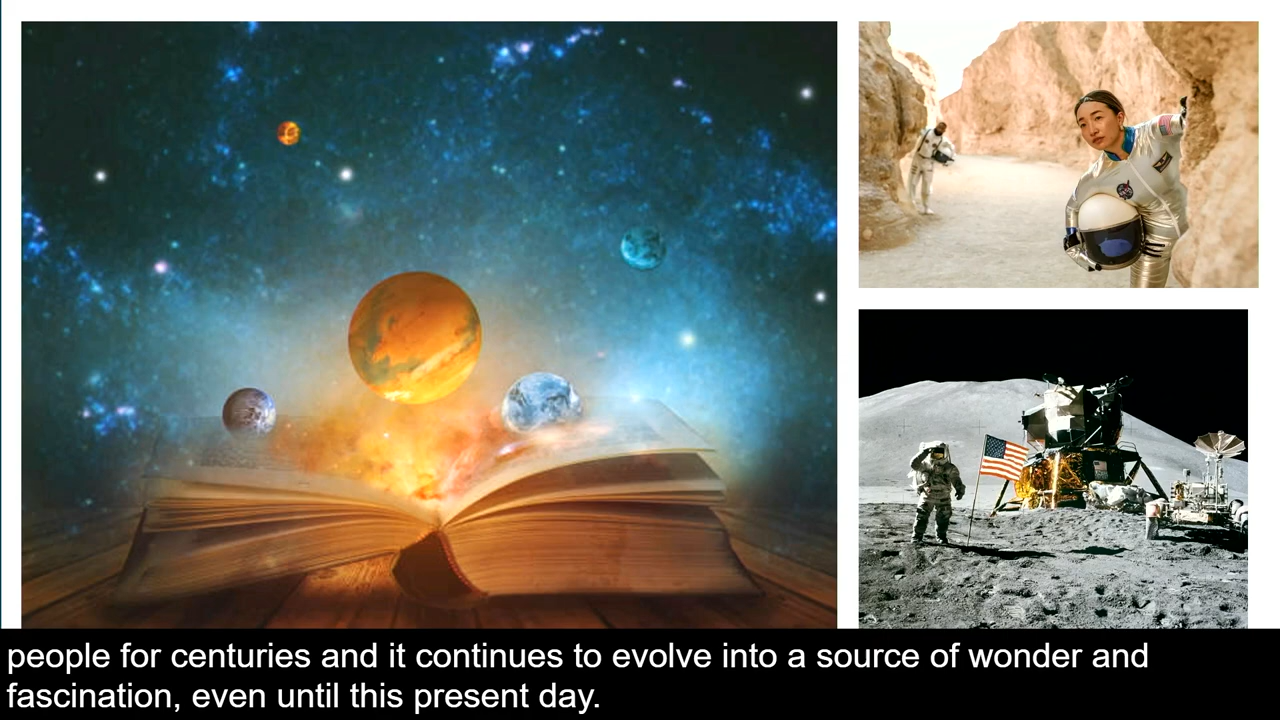 people for centuries and it continues to evolve into a source of wonder and
fascination, even until this present day.